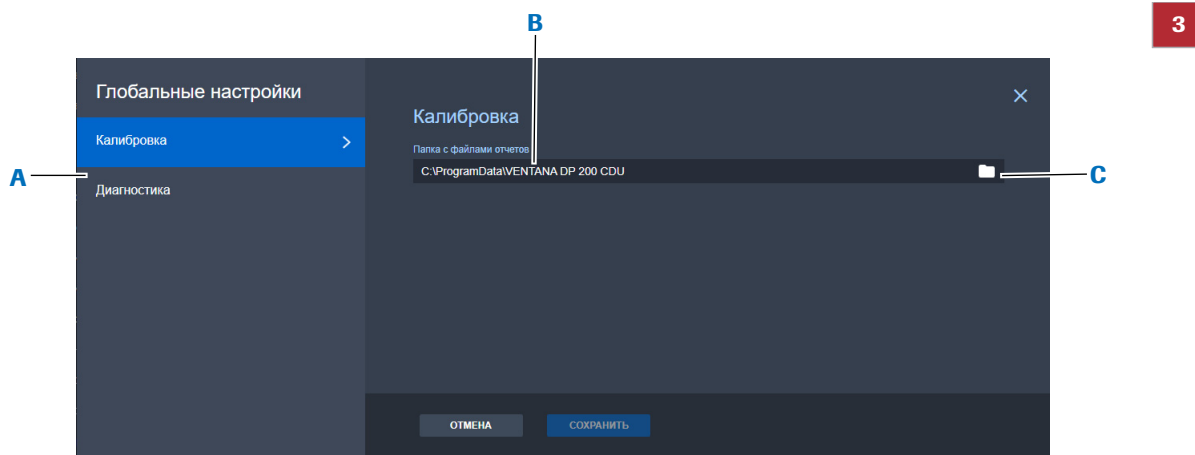 B
3
Глобальные настройки
Калибровка
Диагностика
A
Калибровка
Папка с файлами отчетов
C:\ProgramData\VENTANA DP 200 CDU
C
ОТМЕНА
СОХРАНИТЬ